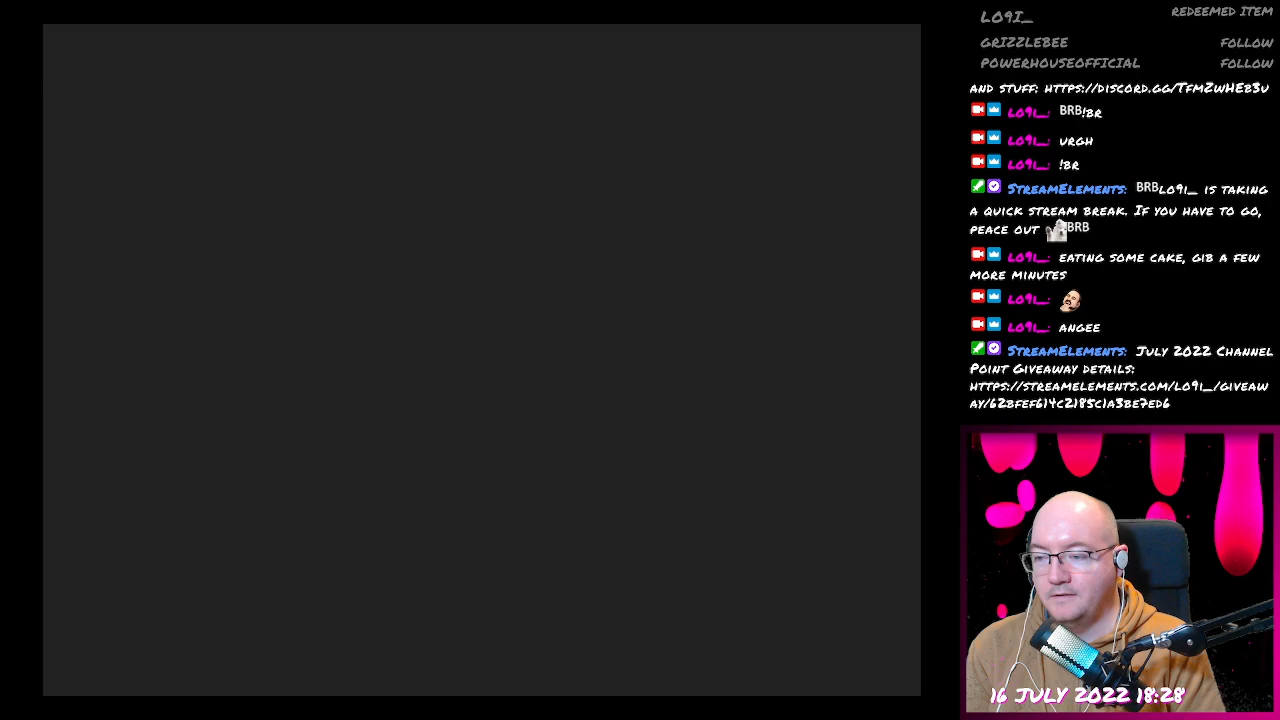 LO9I_ REDEEMED ITEM
GRIZZLEBEE FOLLOW
POWERHOUSEOFFICIAL FOLLOW
AND STUFF: HTTPS://DISCORD.GG/TFMZWHEB3U
LO9I_: BRB!BR
LO9I_: URGH
LO9I_: !BR
STREAMELEMENTS: BRBLO9I_ IS TAKING
A QUICK STREAM BREAK. IF YOU HAVE TO GO,
PEACE OUT BRB
LO9I_: EATING SOME CAKE, GIB A FEW
MORE MINUTES
LO9I_:
LO9I_: ANGEE
STREAMELEMENTS: JULY 2022 CHANNEL
POINT GIVEAWAY DETAILS:
HTTPS://STREAMELEMENTS.COM/LO9I_/GIVEAW
AY/62BFEF614C2185C1A3BE7ED6
16 JULY 2022 18:28